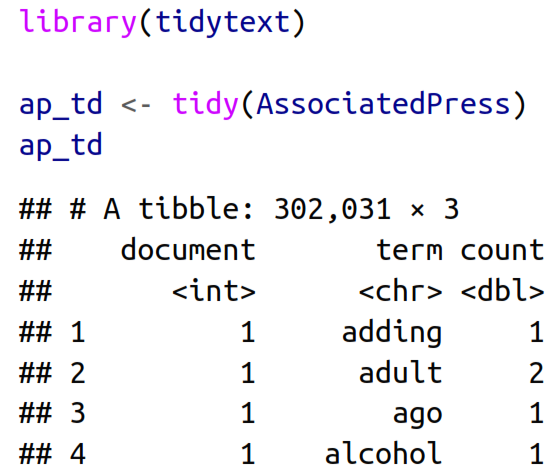 library(tidytext)
ap_td <- tidy(AssociatedPress)
ap_td
## # A tibble: 302,031 × 3
##    document       term count
##       <int>      <chr> <dbl>
## 1         1     adding     1
## 2         1      adult     2
## 3         1        ago     1
## 4         1    alcohol     1